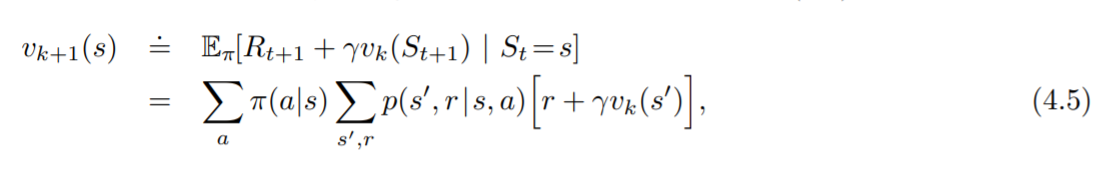 v_{k+1}(s) ≐ 𝔼_π[R_{t+1} + γv_k(S_{t+1}) | S_t = s]
= ∑_a π(a|s) ∑_{s',r} p(s', r | s, a) [r + γv_k(s')], (4.5)